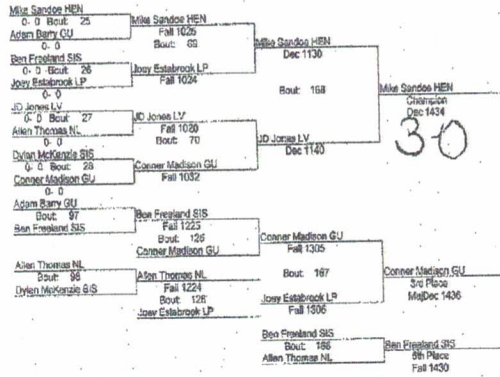 Mike Sandoe HEN
0-0 Bout 25
Mike Sandoe HEN
Adam Barry GU
Fall 1025
0-0
Bout:
Mike Sandoe HEN
Ben Freeland SIS
Dec 1130
0-0 Bout: 26
Joey Estabrook LP
Joey Estabrook LP
Fall 1024
0-0
Bout: 168
Mike Sandoe HEN
JD Jones LV
Champion
0-0 Bout: 27
JD Jones LV
Dec 1434
Allen Thomas NL
Fall 1020
3-0
0-0
Bout: 70
JD Jones LV
Dylan McKenzie SIS
Dec 1140
0-0 Bout: 28
Conner Madison GU
Conner Madison GU
Fall 1032
0-0
Adam Barry GU
Bout: 97
Ben Freeland SIS
Ben Freeland SIS
Fall 1225
Bout: 125
Conner Madison GU
Conner Madison GU
Fall 1305
Allen Thomas NL
Bout: 167
Conner Madison GU
Bout: 98
Allen Thomas NL
3rd Place
Dylan McKenzie SIS
Fall 1224
MajDec 1436
Bout: 126
Joey Estabrook LP
Joey Estabrook LP
Fall 1306
Ben Freeland SIS
Bout: 166
Ben Freeland SIS
Allen Thomas NL
5th Place
Fall 1430